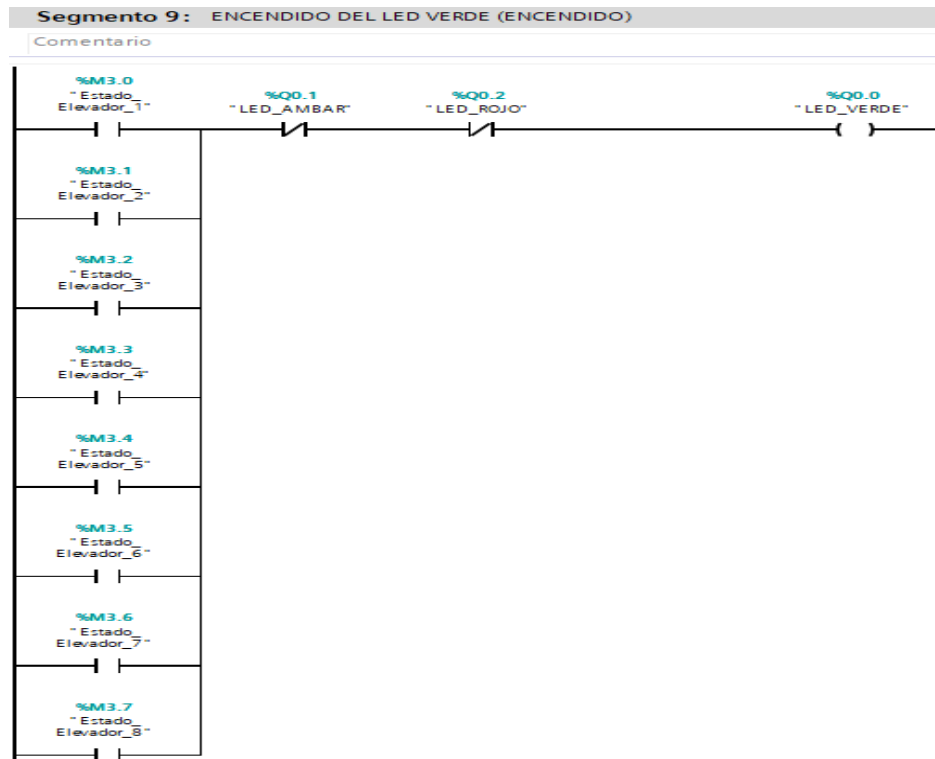 Segmento 9: ENCENDIDO DEL LED VERDE (ENCENDIDO)
Comentario
%M3.0
"Estado_
Elevador_1"
%Q0.1
"LED_AMBAR"
%Q0.2
"LED_ROJO"
%Q0.0
"LED_VERDE"
%M3.1
"Estado_
Elevador_2"
%M3.2
"Estado_
Elevador_3"
%M3.3
"Estado_
Elevador_4"
%M3.4
"Estado_
Elevador_5"
%M3.5
"Estado_
Elevador_6"
%M3.6
"Estado_
Elevador_7"
%M3.7
"Estado_
Elevador_8"